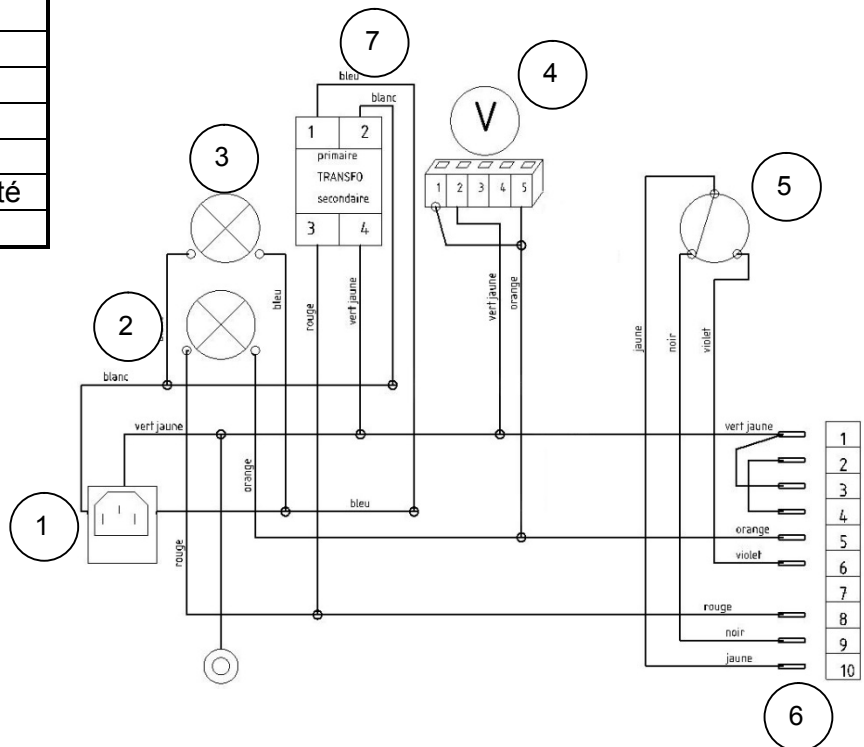 té
7
4
3
2
1
5
6
bleu
blanc
1 2
primaire
TRANSFO
secondaire
3 4
V
1 2 3 4 5
bleu
rouge
vert jaune
vert jaune
orange
jaune
noir
violet
blanc
vert jaune
orange
bleu
rouge
vert jaune
orange
violet
rouge
noir
jaune
1
2
3
4
5
6
7
8
9
10